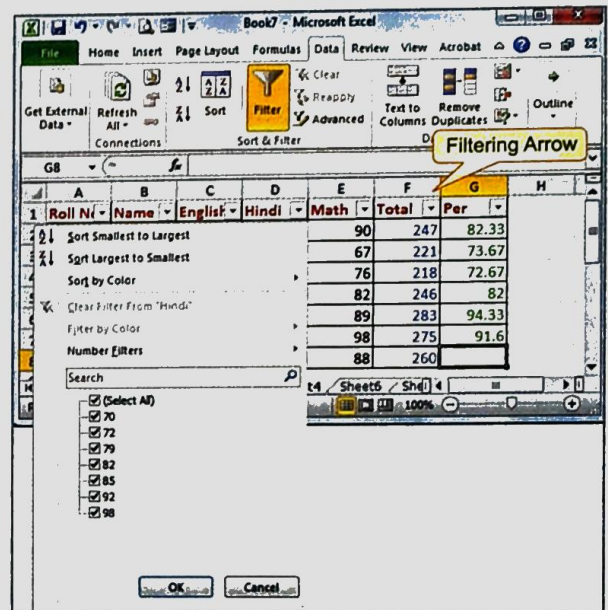 Book7 - Microsoft Excel
File Home Insert Page Layout Formulas Data Review View Acrobat
Get External Data
Refresh All
Connections
Sort
Filter
Clear
Reapply
Advanced
Sort & Filter
Text to Columns
Remove Duplicates
Outline
Filtering Arrow
G8 fx
A B C D E F G H
1 Roll N Name English Hindi Math Total Per
90 247 82.33
67 221 73.67
76 218 72.67
82 246 82
89 283 94.33
98 275 91.6
88 260
Sort Smallest to Largest
Sort Largest to Smallest
Sort by Color
Clear Filter From "Hindi"
Filter by Color
Number Filters
Search
(Select All)
70
72
79
82
85
92
98
t4 Sheet6 She
100%
OK Cancel